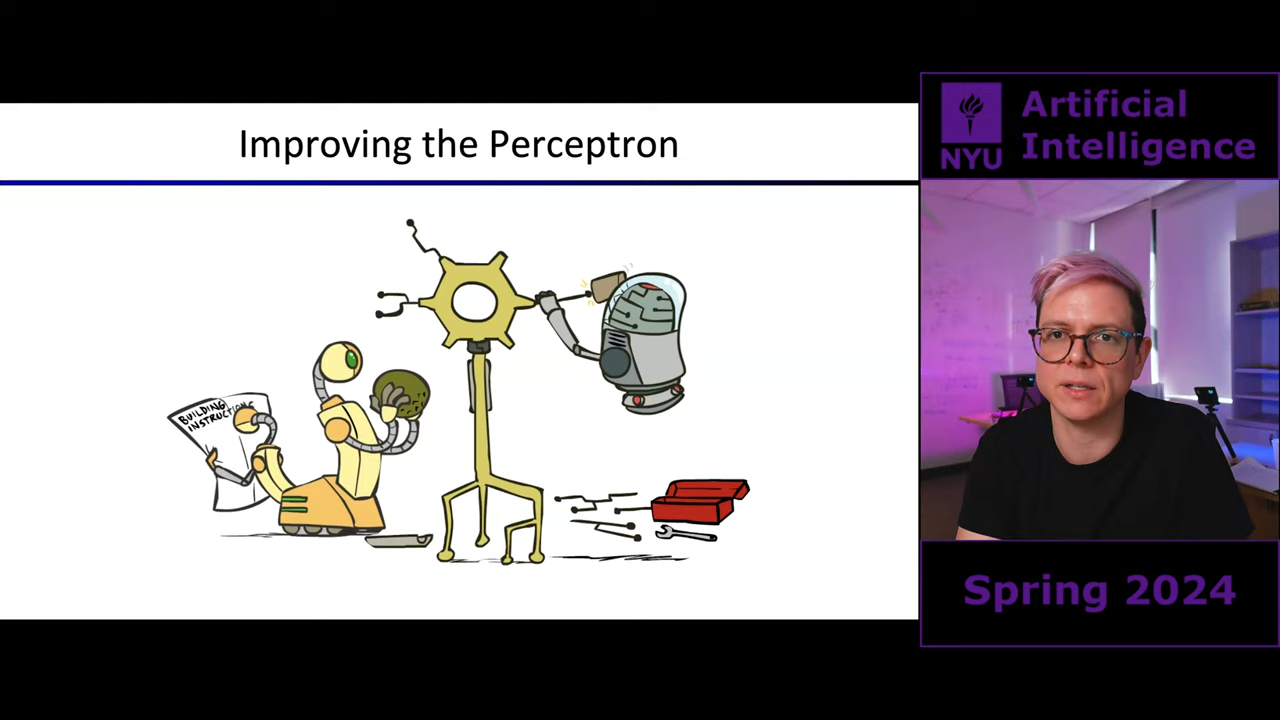 Improving the Perceptron
BUILDING
INSTRUCTIONS
NYU
Artificial
Intelligence
Spring 2024